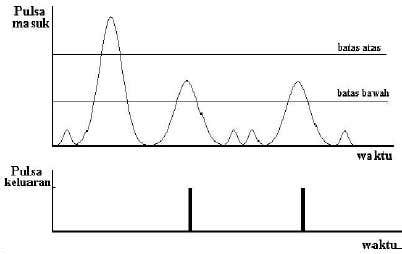 Pulsa
masuk
batas atas
batas bawah
waktu
Pulsa
keluaran
waktu